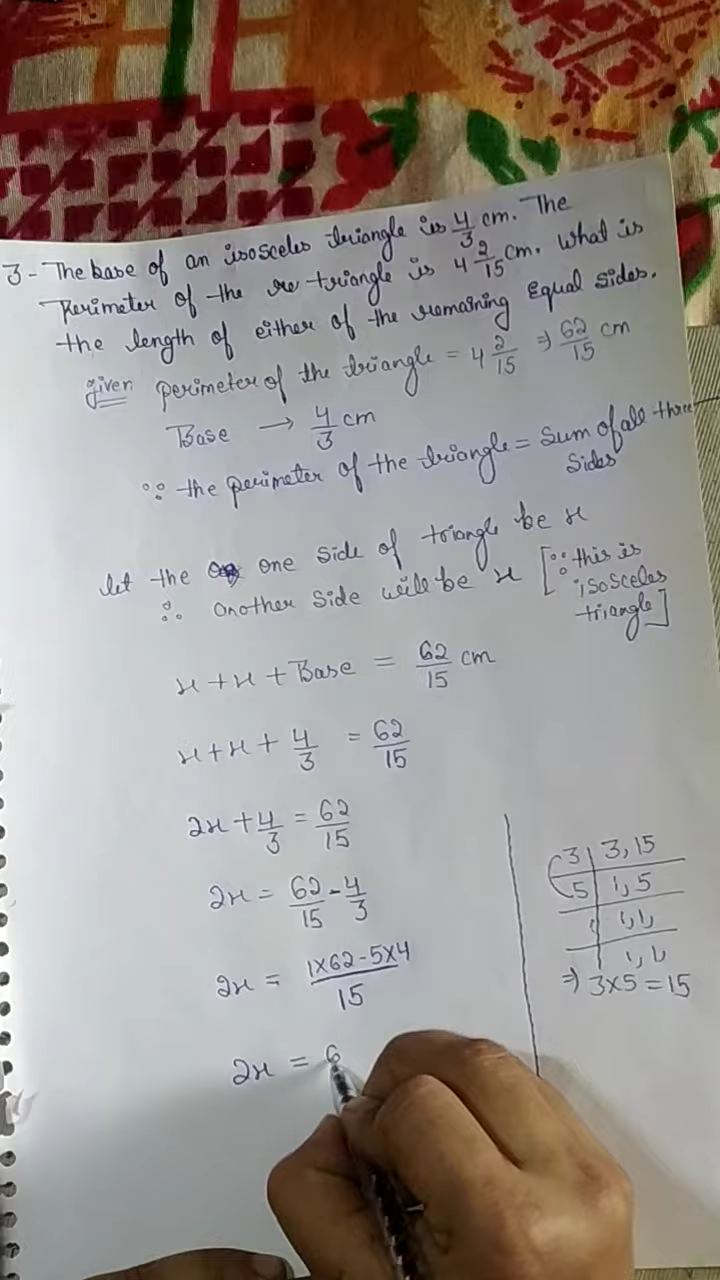 3- The base of an isosceles triangle is 4/3 cm. The
Perimeter of the triangle is 4 2/15 cm. What is
the length of either of the remaining equal sides.
given perimeter of the triangle = 4 2/15 ⇒ 62/15 cm
Base → 4/3 cm
∵ the perimeter of the triangle = Sum of all three
Sides
let the one side of triangle be x
∴ another side will be x [∵ this is
isosceles
triangle]
x + x + Base = 62/15 cm
x + x + 4/3 = 62/15
2x + 4/3 = 62/15
2x = 62/15 - 4/3
2x = 1×62-5×4/15
2x = 6
3 | 3, 15
5 | 1, 5
1, 1,
1, 1
⇒ 3×5 = 15